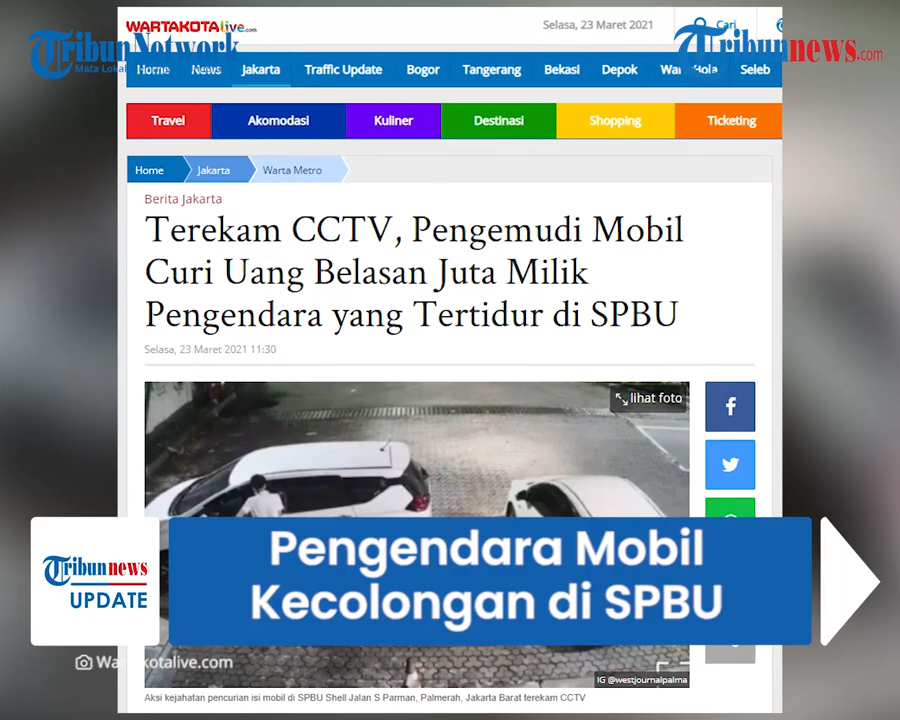 WARTAKOTAlive.com
Selasa, 23 Maret 2021
Cari
TribunNetwork
Mata Lokal
Tribunnews.com
Home News Jakarta Traffic Update Bogor Tangerang Bekasi Depok Bola Seleb
Travel Akomodasi Kuliner Destinasi Shopping Ticketing
Home Jakarta Warta Metro
Berita Jakarta
Terekam CCTV, Pengemudi Mobil
Curi Uang Belasan Juta Milik
Pengendara yang Tertidur di SPBU
Selasa, 23 Maret 2021 11:30
lihat foto
Tribunnews
UPDATE
Pengendara Mobil
Kecolongan di SPBU
Wartakotalive.com
IG @westjournalpalma
Aksi kejahatan pencurian isi mobil di SPBU Shell Jalan S Parman, Palmerah, Jakarta Barat terekam CCTV